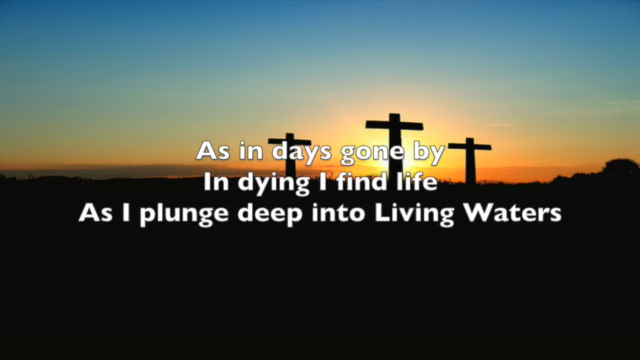 As in days gone by
In dying I find life
As I plunge deep into Living Waters